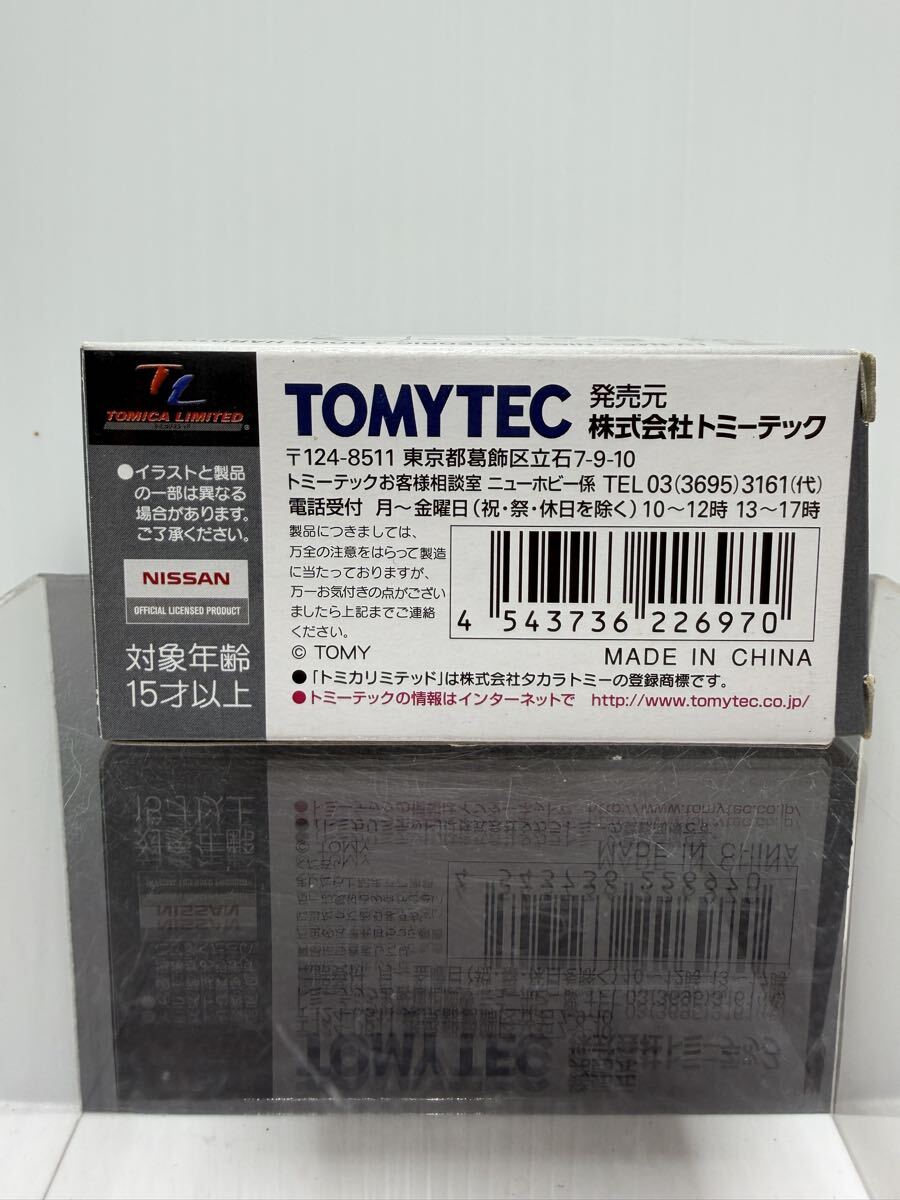 TL
TOMICA LIMITED
●イラストと製品
の一部は異なる
場合があります。
ご了承ください。
NISSAN
OFFICIAL LICENSED PRODUCT
対象年齢
15才以上
TOMYTEC
発売元
株式会社トミーテック
〒124-8511 東京都葛飾区立石7-9-10
トミーテックお客様相談室 ニューホビー係 TEL 03(3695)3161(代)
電話受付 月～金曜日(祝・祭・休日を除く) 10～12時 13～17時
製品につきましては、
万全の注意をはらって製造
に当たっておりますが、
万一お気付きの点がござい
ましたら上記までご連絡
ください。
4 543736 226970
© TOMY
MADE IN CHINA
●「トミカリミテッド」は株式会社タカラトミーの登録商標です。
●トミーテックの情報はインターネットで http://www.tomytec.co.jp/